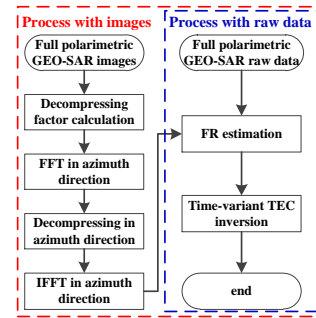 Process with images
Full polarimetric
GEO-SAR images
Decompressing
factor calculation
FFT in azimuth
direction
Decompressing in
azimuth direction
IFFT in azimuth
direction
Process with raw data
Full polarimetric
GEO-SAR raw data
FR estimation
Time-variant TEC
inversion
end